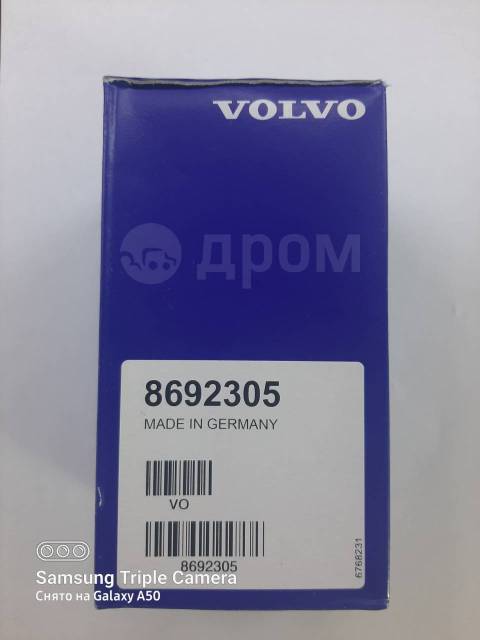 VOLVO
дром
8692305
MADE IN GERMANY
VO
8692305
6768231
Samsung Triple Camera
Снято на Galaxy A50